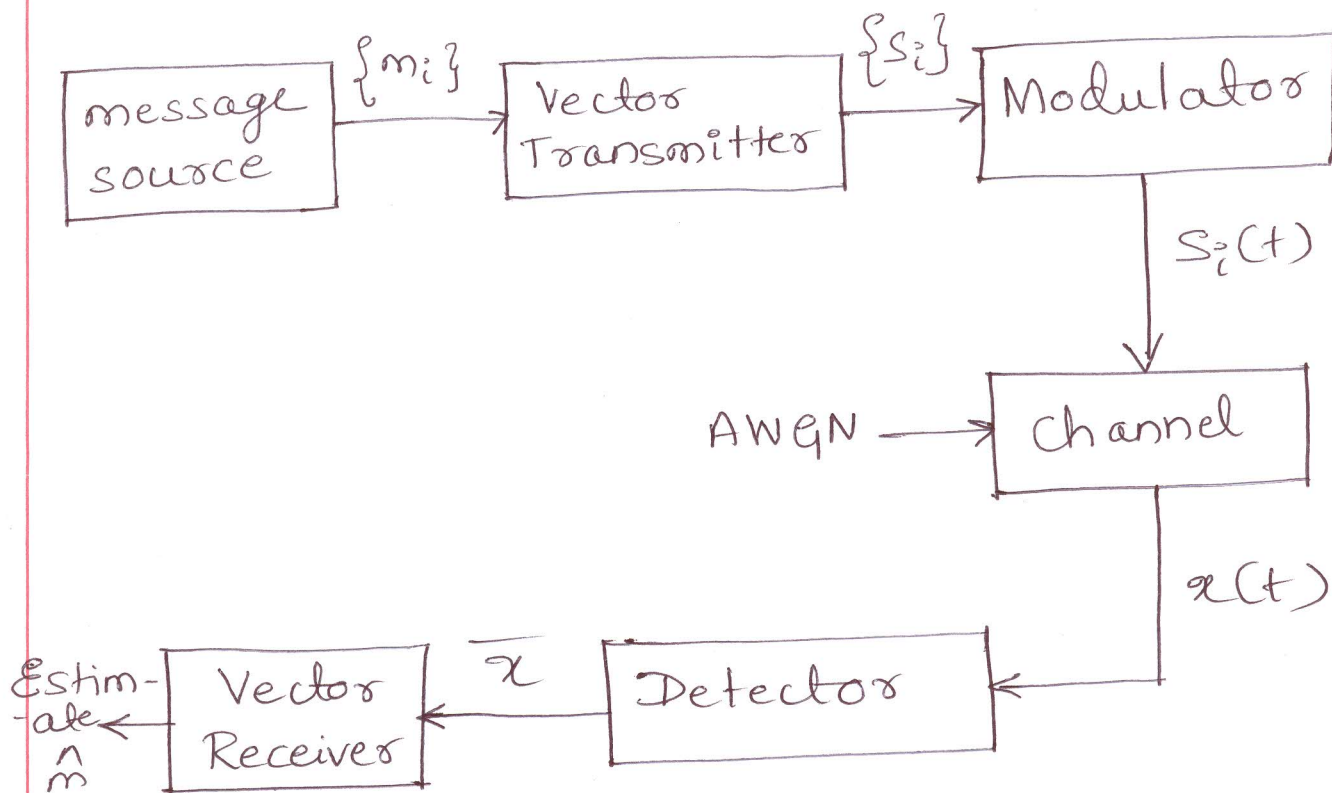 message
source
{mi}
Vector
Transmitter
{si}
Modulator
Si(t)
AWGN
Channel
x(t)
Detector
x̅
Vector
Receiver
Estim-
-ate
m̂